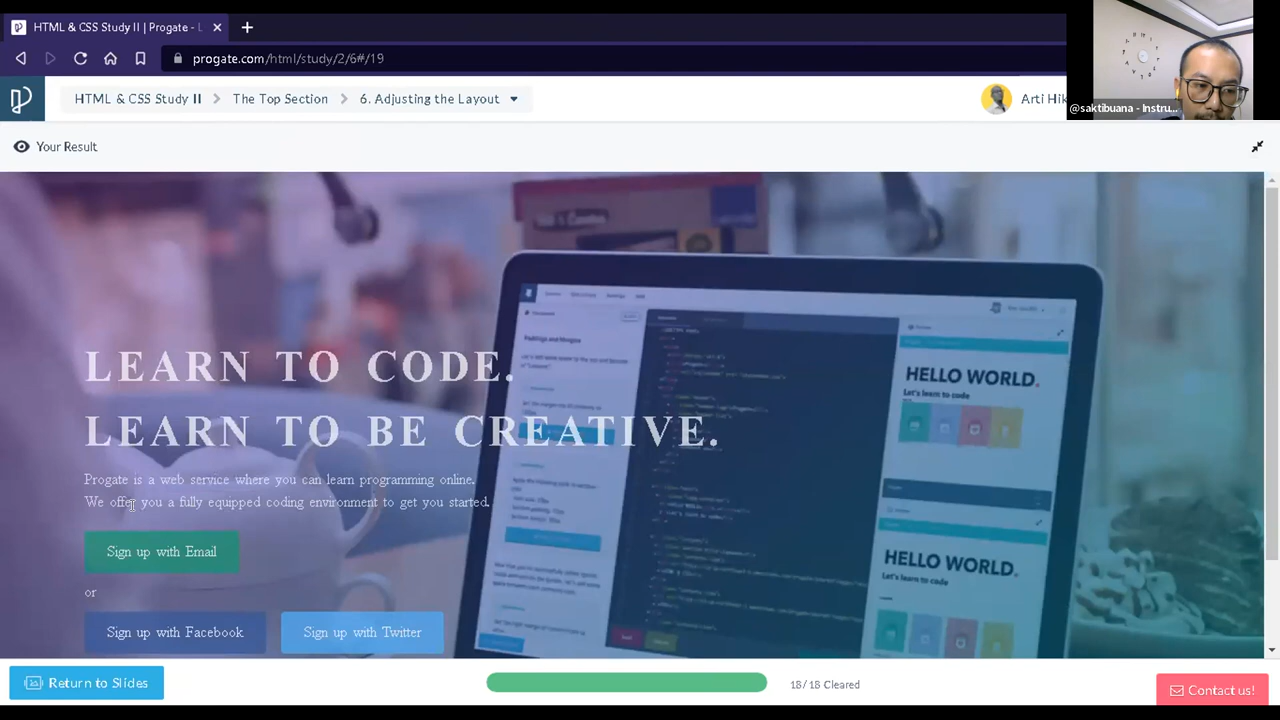 HTML & CSS Study II | Progate - L
progate.com/html/study/2/6#/19
HTML & CSS Study II
The Top Section
6. Adjusting the Layout
Arti Hik
@saktibuana - Instru...
Your Result
LEARN TO CODE.
LEARN TO BE CREATIVE.
Progate is a web service where you can learn programming online.
We offer you a fully equipped coding environment to get you started.
Sign up with Email
or
Sign up with Facebook
Sign up with Twitter
HELLO WORLD.
Let's learn to code
HELLO WORLD.
Let's learn to code
Return to Slides
18/18 Cleared
Contact us!